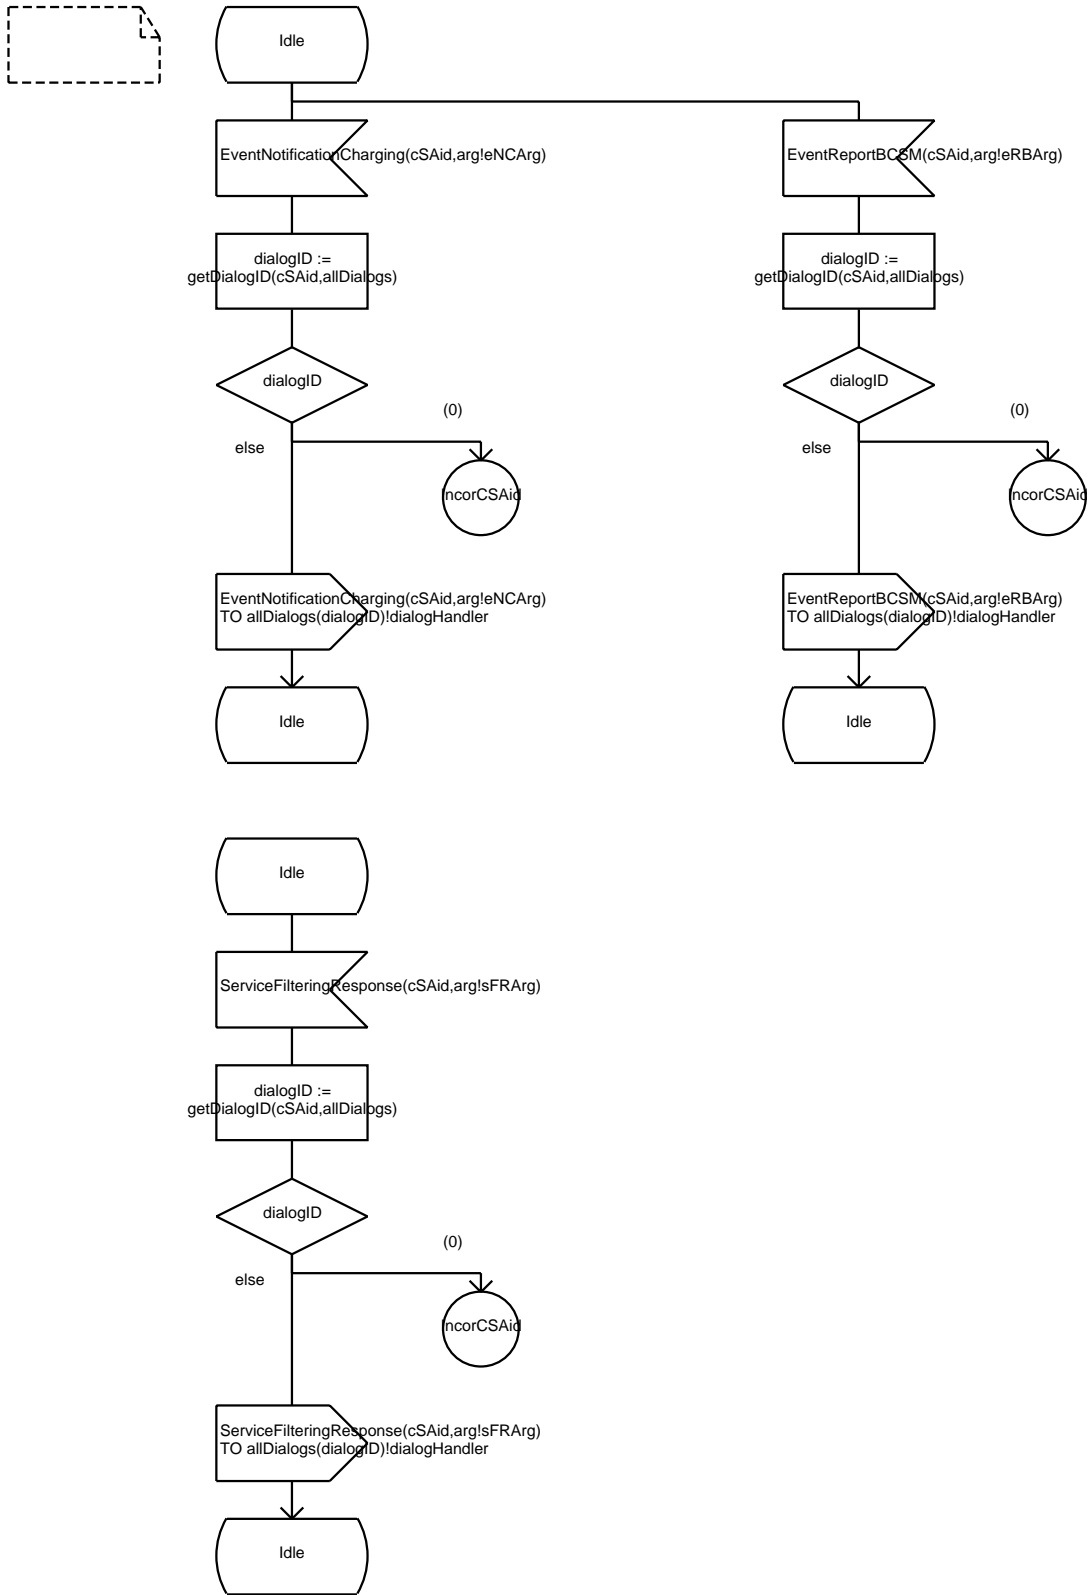 Idle
EventNotificationCharging(cSAid,arg!eNCArg)
EventReportBCSM(cSAid,arg!eRBArg)
dialogID :=
getDialogID(cSAid,allDialogs)
dialogID :=
getDialogID(cSAid,allDialogs)
dialogID
dialogID
(0)
(0)
else
else
IncorCSAid
IncorCSAid
EventNotificationCharging(cSAid,arg!eNCArg)
TO allDialogs(dialogID)!dialogHandler
EventReportBCSM(cSAid,arg!eRBArg)
TO allDialogs(dialogID)!dialogHandler
Idle
Idle
Idle
ServiceFilteringResponse(cSAid,arg!sFRArg)
dialogID :=
getDialogID(cSAid,allDialogs)
dialogID
(0)
else
IncorCSAid
ServiceFilteringResponse(cSAid,arg!sFRArg)
TO allDialogs(dialogID)!dialogHandler
Idle